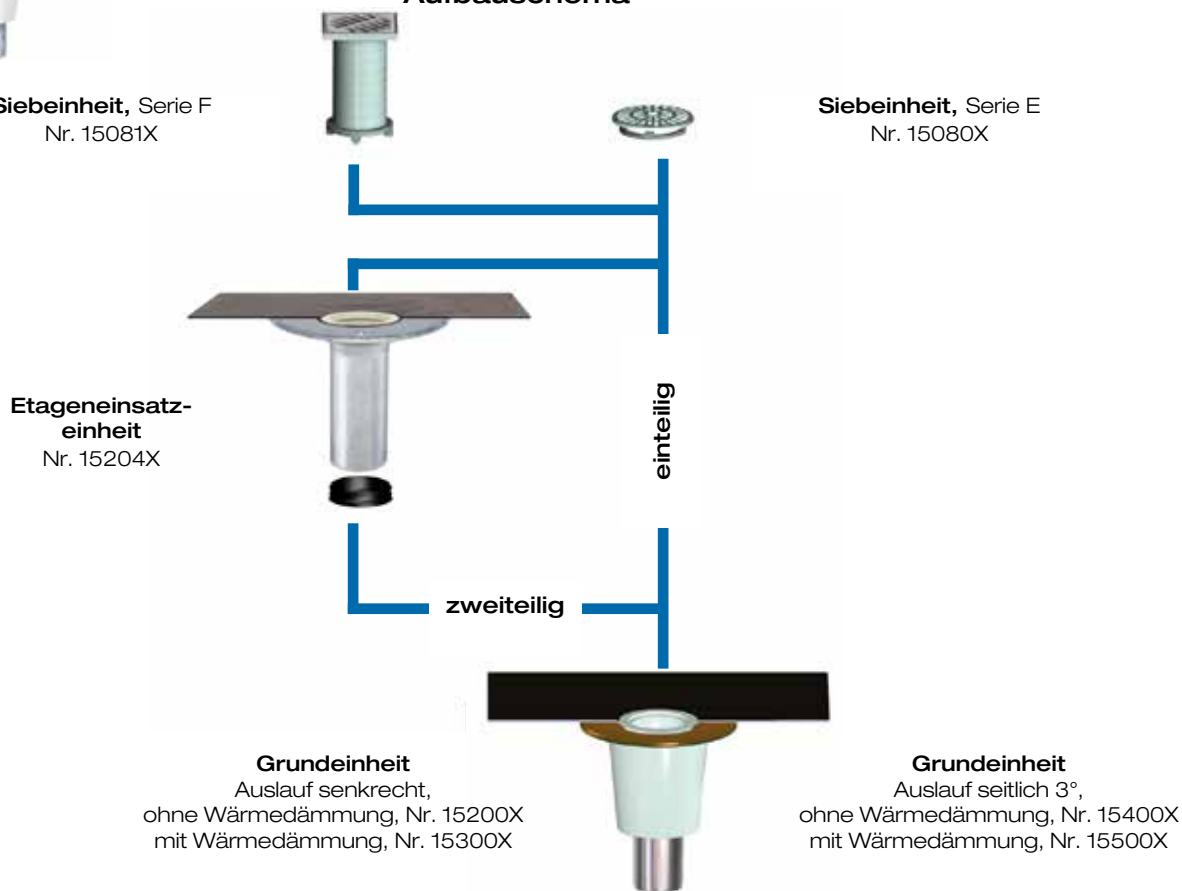 Aufbauschema
Siebeinheit, Serie F
Nr. 15081X
Siebeinheit, Serie E
Nr. 15080X
Etageneinsatz-
einheit
Nr. 15204X
einteilig
zweiteilig
Grundeinheit
Auslauf senkrecht,
ohne Wärmedämmung, Nr. 15200X
mit Wärmedämmung, Nr. 15300X
Grundeinheit
Auslauf seitlich 3°,
ohne Wärmedämmung, Nr. 15400X
mit Wärmedämmung, Nr. 15500X